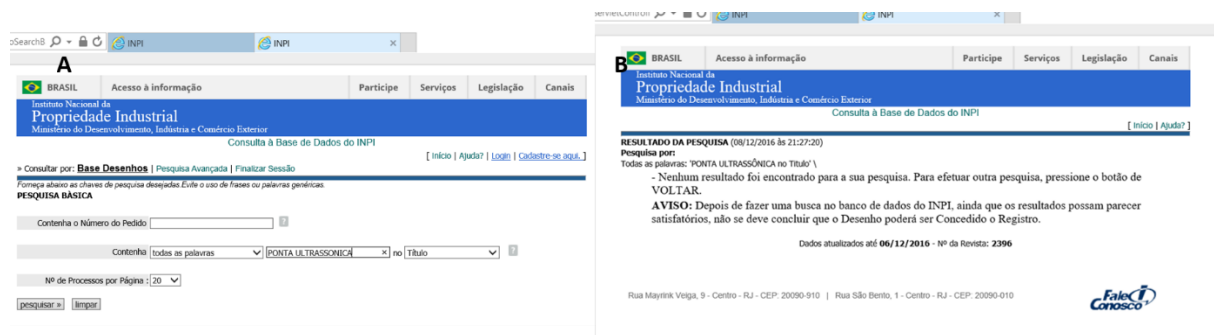 oSearchB
INPI
INPI
A
BRASIL Acesso à informação Participe Serviços Legislação Canais
Instituto Nacional da
Propriedade Industrial
Ministério do Desenvolvimento, Indústria e Comércio Exterior
Consulta à Base de Dados do INPI
[ Início | Ajuda? | Login | Cadastre-se aqui. ]
» Consultar por: Base Desenhos | Pesquisa Avançada | Finalizar Sessão
Forneça abaixo as chaves de pesquisa desejadas.Evite o uso de frases ou palavras genéricas.
PESQUISA BÀSICA
Contenha o Número do Pedido ?
Contenha todas as palavras PONTA ULTRASSONICA × no Título ?
Nº de Processos por Página : 20
pesquisar » limpar
INPI
INPI
B
BRASIL Acesso à informação Participe Serviços Legislação Canais
Instituto Nacional da
Propriedade Industrial
Ministério do Desenvolvimento, Indústria e Comércio Exterior
Consulta à Base de Dados do INPI
[ Início | Ajuda? ]
RESULTADO DA PESQUISA (08/12/2016 às 21:27:20)
Pesquisa por:
Todas as palavras: 'PONTA ULTRASSÔNICA no Titulo' \
- Nenhum resultado foi encontrado para a sua pesquisa. Para efetuar outra pesquisa, pressione o botão de
VOLTAR.
AVISO: Depois de fazer uma busca no banco de dados do INPI, ainda que os resultados possam parecer
satisfatórios, não se deve concluir que o Desenho poderá ser Concedido o Registro.
Dados atualizados até 06/12/2016 - Nº da Revista: 2396
Rua Mayrink Veiga, 9 - Centro - RJ - CEP: 20090-910 | Rua São Bento, 1 - Centro - RJ - CEP: 20090-010
Fale
Conosco